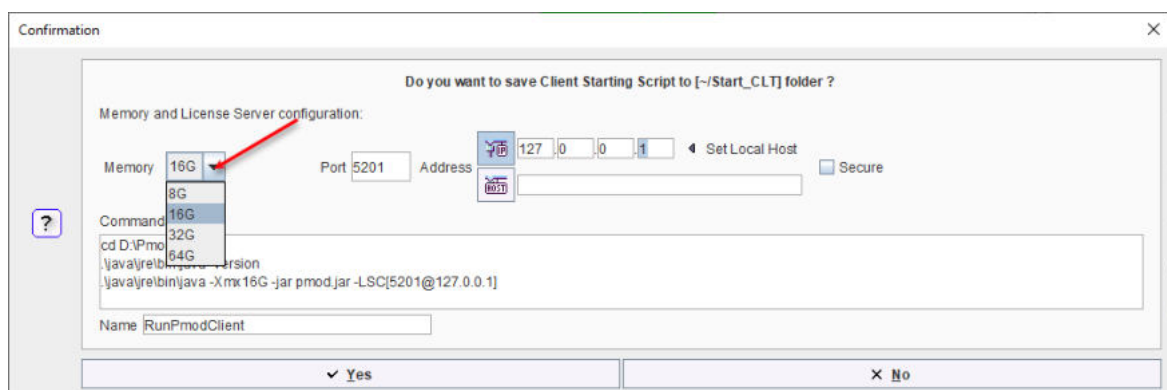 Confirmation
Do you want to save Client Starting Script to [~/Start_CLT] folder ?
Memory and License Server configuration:
Memory 16G Port 5201 Address IP 127 .0 .0 .1 Set Local Host
HOST Secure
8G
16G
32G
64G
? Command
cd D:\Pmo
.\java\jre\bin\java -version
.\java\jre\bin\java -Xmx16G -jar pmod.jar -LSC[5201@127.0.0.1]
Name RunPmodClient
Yes No